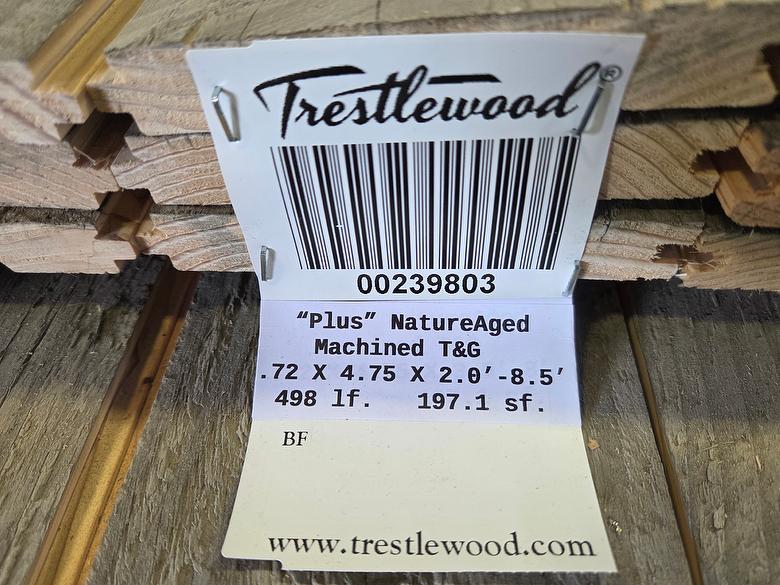 Trestlewood®
00239803
“Plus” NatureAged
Machined T&G
.72 X 4.75 X 2.0’-8.5’
498 lf. 197.1 sf.
BF
www.trestlewood.com